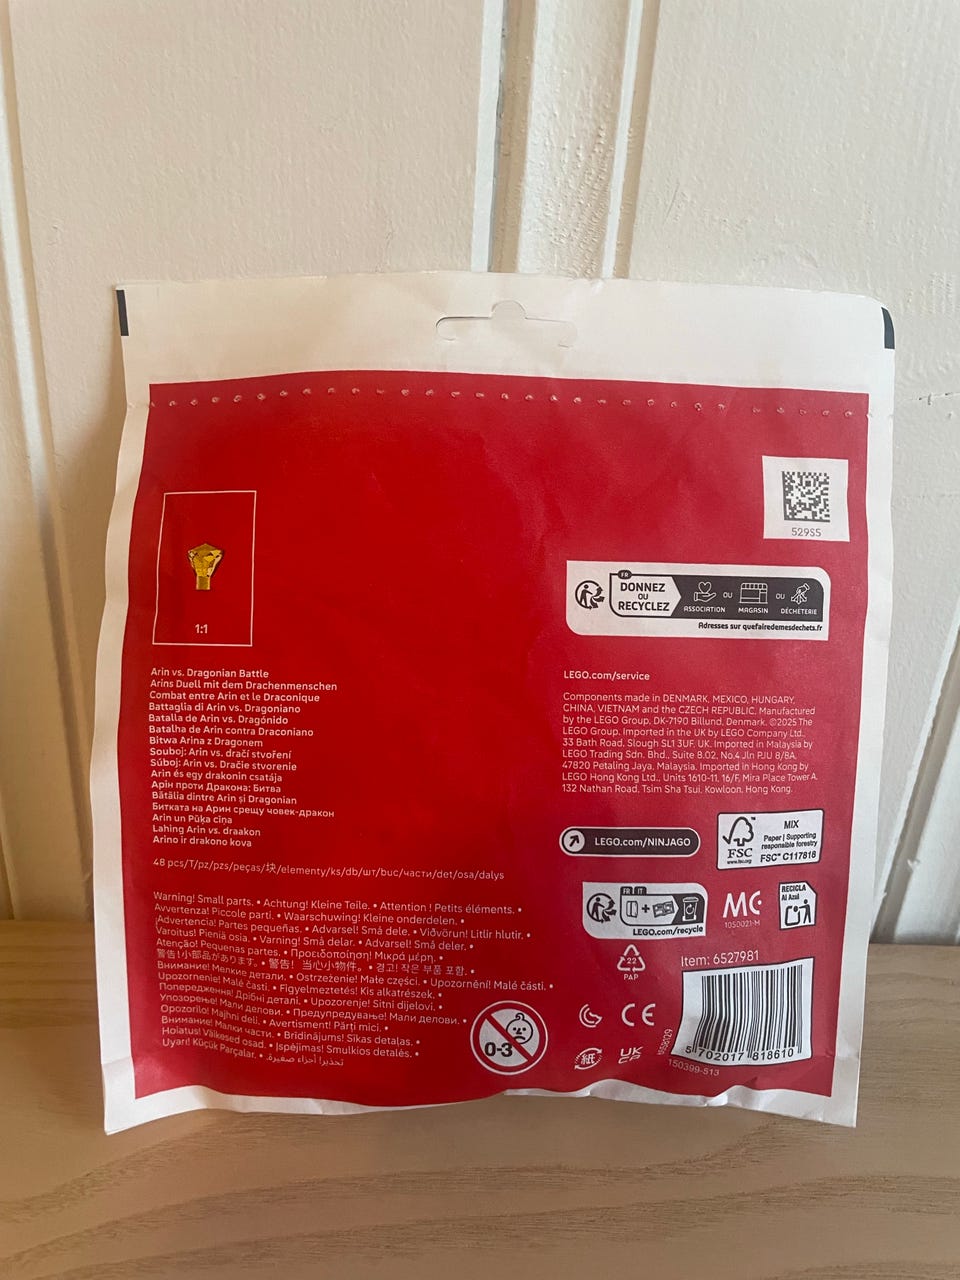 529S5
FR
DONNEZ
OU
RECYCLEZ
ASSOCIATION
OU
MAGASIN
OU
DÉCHÈTERIE
Adresses sur quefairedemesdechets.fr
1:1
Arin vs. Dragonian Battle
Arins Duell mit dem Drachenmenschen
Combat entre Arin et le Draconique
Battaglia di Arin vs. Dragoniano
Batalla de Arin vs. Dragónido
Batalha de Arin contra Draconiano
Bitwa Arina z Dragonem
Souboj: Arin vs. dračí stvoření
Súboj: Arin vs. Dračie stvorenie
Arin és egy drakonin csatája
Арін проти Дракона: Битва
Bătălia dintre Arin și Dragonian
Битката на Арин срещу човек-дракон
Arin un Pūķa cīņa
Lahing Arin vs. draakon
Arino ir drakono kova
48 pcs/T/pz/pzs/peças/块/elementy/ks/db/шт/buc/части/det/osa/dalys
Warning! Small parts. • Achtung! Kleine Teile. • Attention ! Petits éléments. •
Avvertenza! Piccole parti. • Waarschuwing! Kleine onderdelen. •
¡Advertencia! Partes pequeñas. • Advarsel! Små dele. • Viðvörun! Litlir hlutir. •
Varoitus! Pieniä osia. • Varning! Små delar. • Advarsel! Små deler. •
Atenção! Pequenas partes. • Προειδοποίηση! Μικρά μέρη. •
警告!小部品があります。• 警告! 当心小物件。• 경고! 작은 부품 포함. •
Внимание! Мелкие детали. • Ostrzeżenie! Małe części. • Upozornění! Malé části. •
Upozornenie! Malé časti. • Figyelmeztetés! Kis alkatrészek. •
Попередження! Дрібні деталі. • Upozorenje! Sitni dijelovi. •
Упозорење! Мали делови. • Предупредување! Мали делови. •
Opozorilo! Majhni deli. • Avertisment! Părți mici. •
Внимание! Малки части. • Brīdinājums! Sīkas detaļas. •
Hoiatus! Väikesed osad. • Įspėjimas! Smulkios detalės. •
Uyarı! Küçük Parçalar. • تحذير! أجزاء صغيرة.
0-3
LEGO.com/service
Components made in DENMARK, MEXICO, HUNGARY,
CHINA, VIETNAM and the CZECH REPUBLIC. Manufactured
by the LEGO Group, DK-7190 Billund, Denmark. ©2025 The
LEGO Group. Imported in the UK by LEGO Company Ltd.,
33 Bath Road, Slough SL1 3UF, UK. Imported in Malaysia by
LEGO Trading Sdn. Bhd., Suite 8.02, No.4 Jln PJU 8/8A,
47820 Petaling Jaya, Malaysia. Imported in Hong Kong by
LEGO Hong Kong Ltd., Units 1610-11, 16/F, Mira Place Tower A,
132 Nathan Road, Tsim Sha Tsui, Kowloon, Hong Kong.
LEGO.com/NINJAGO
FSC
www.fsc.org
MIX
Paper | Supporting
responsible forestry
FSC™ C117818
FR IT
LEGO.com/recycle
MC
1050021-M
RECICLA
Al Azul
22
PAP
CE
紙
UK
CA
Item: 6527981
6558029
5 702017 818610
150399-513